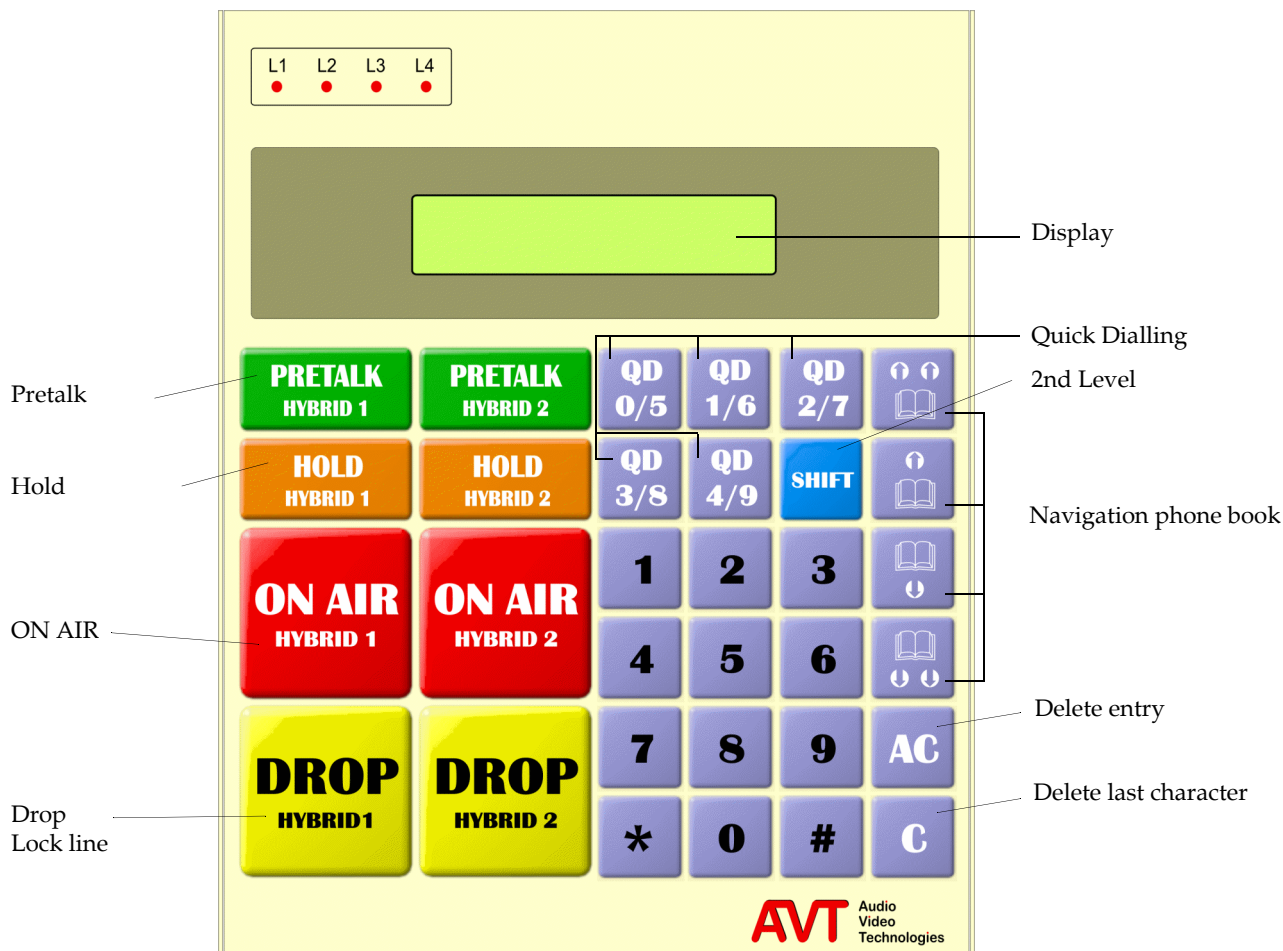 L1 L2 L3 L4
Display
Quick Dialling
2nd Level
Navigation phone book
Delete entry
Delete last character
Pretalk
Hold
ON AIR
Drop
Lock line
PRETALK
HYBRID 1
PRETALK
HYBRID 2
QD
0/5
QD
1/6
QD
2/7
HOLD
HYBRID 1
HOLD
HYBRID 2
QD
3/8
QD
4/9
SHIFT
ON AIR
HYBRID 1
ON AIR
HYBRID 2
1 2 3
4 5 6
DROP
HYBRID1
DROP
HYBRID 2
7 8 9 AC
* 0 # C
AVT
Audio
Video
Technologies